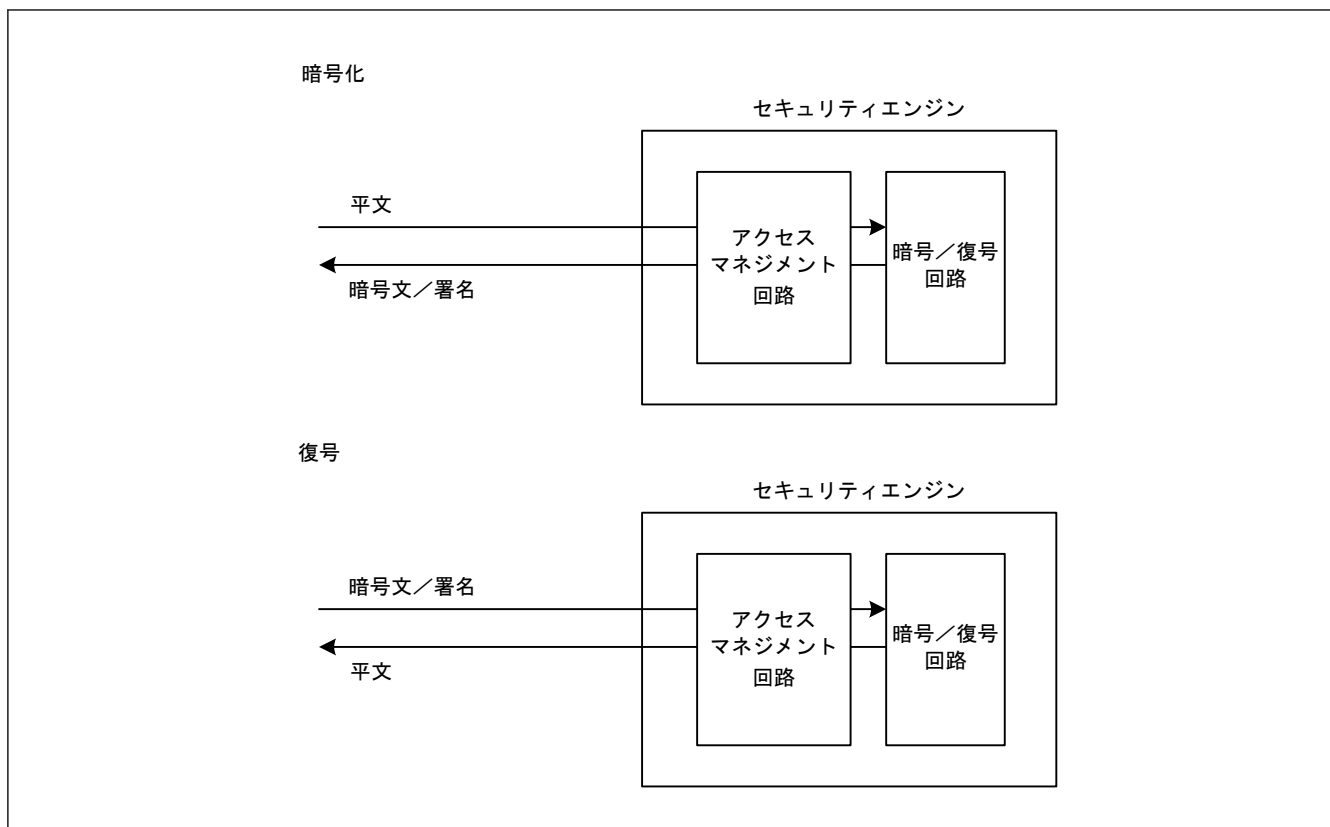 暗号化
セキュリティエンジン
平文
暗号文／署名
アクセス
マネジメント
回路
暗号／復号
回路
復号
セキュリティエンジン
暗号文／署名
平文
アクセス
マネジメント
回路
暗号／復号
回路